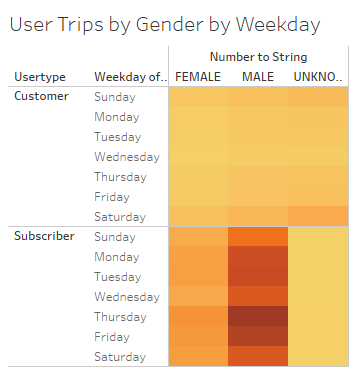 User Trips by Gender by Weekday
Number to String
Usertype Weekday of.. FEMALE MALE UNKNO..
Customer Sunday
Monday
Tuesday
Wednesday
Thursday
Friday
Saturday
Subscriber Sunday
Monday
Tuesday
Wednesday
Thursday
Friday
Saturday